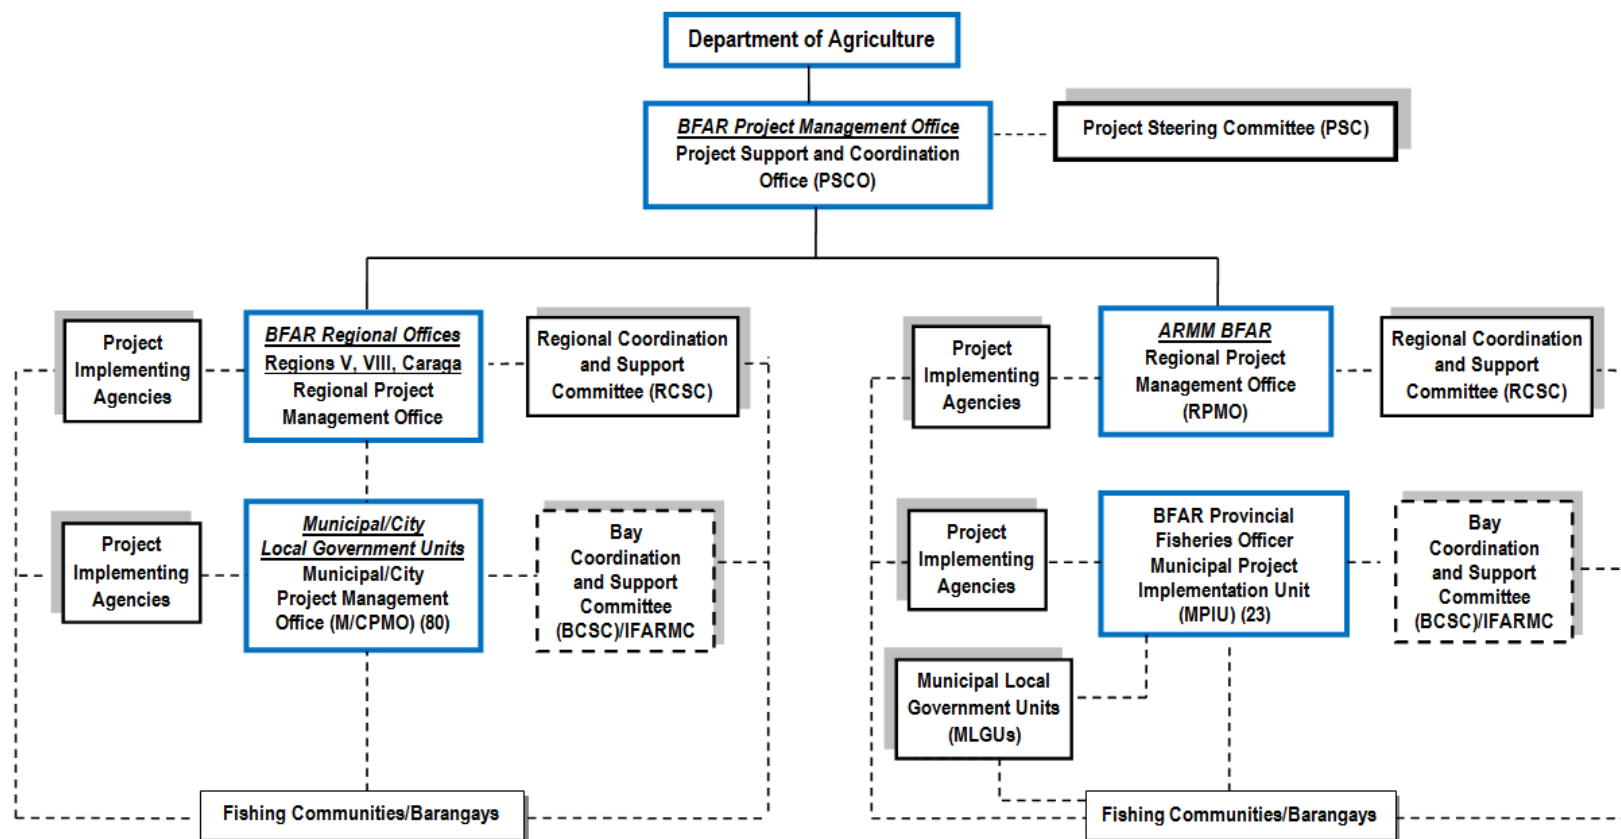 Department of Agriculture
BFAR Project Management Office
Project Support and Coordination
Office (PSCO)
Project Steering Committee (PSC)
Project
Implementing
Agencies
BFAR Regional Offices
Regions V, VIII, Caraga
Regional Project
Management Office
Regional Coordination
and Support
Committee (RCSC)
Project
Implementing
Agencies
ARMM BFAR
Regional Project
Management Office
(RPMO)
Regional Coordination
and Support
Committee (RCSC)
Project
Implementing
Agencies
Municipal/City
Local Government Units
Municipal/City
Project Management
Office (M/CPMO) (80)
Bay
Coordination
and Support
Committee
(BCSC)/IFARMC
Project
Implementing
Agencies
BFAR Provincial
Fisheries Officer
Municipal Project
Implementation Unit
(MPIU) (23)
Bay
Coordination
and Support
Committee
(BCSC)/IFARMC
Municipal Local
Government Units
(MLGUs)
Fishing Communities/Barangays
Fishing Communities/Barangays